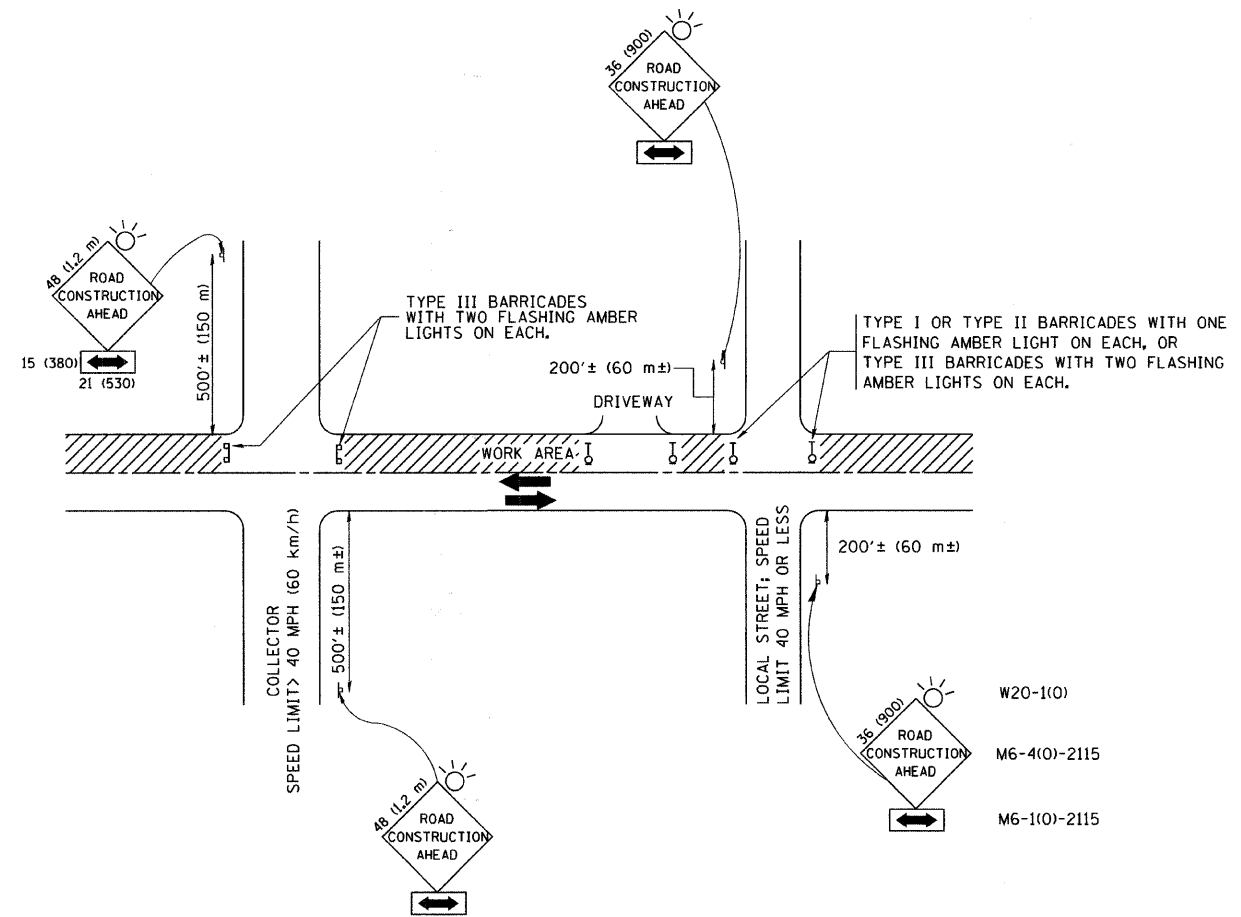 36 (900)
ROAD
CONSTRUCTION
AHEAD
48 (1.2 m)
ROAD
CONSTRUCTION
AHEAD
15 (380)
21 (530)
500'± (150 m)
TYPE III BARRICADES
WITH TWO FLASHING AMBER
LIGHTS ON EACH.
200'± (60 m±)
DRIVEWAY
TYPE I OR TYPE II BARRICADES WITH ONE
FLASHING AMBER LIGHT ON EACH, OR
TYPE III BARRICADES WITH TWO FLASHING
AMBER LIGHTS ON EACH.
WORK AREA
COLLECTOR
SPEED LIMIT> 40 MPH (60 km/h)
500'± (150 m±)
LOCAL STREET; SPEED
LIMIT 40 MPH OR LESS
200'± (60 m±)
48 (1.2 m)
ROAD
CONSTRUCTION
AHEAD
36 (900)
ROAD
CONSTRUCTION
AHEAD
W20-1(O)
M6-4(O)-2115
M6-1(O)-2115